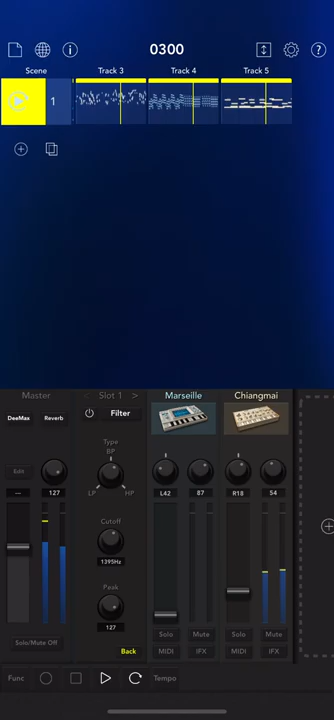 0300
Scene
Track 3
Track 4
Track 5
1
Master
< Slot 1 >
Marseille
Chiangmai
DeeMax
Reverb
Filter
Type
BP
Edit
LP
HP
---
127
L42
87
R18
54
Cutoff
1395Hz
Peak
127
Solo/Mute Off
Back
Solo
Mute
Solo
Mute
MIDI
IFX
MIDI
IFX
Func
Tempo